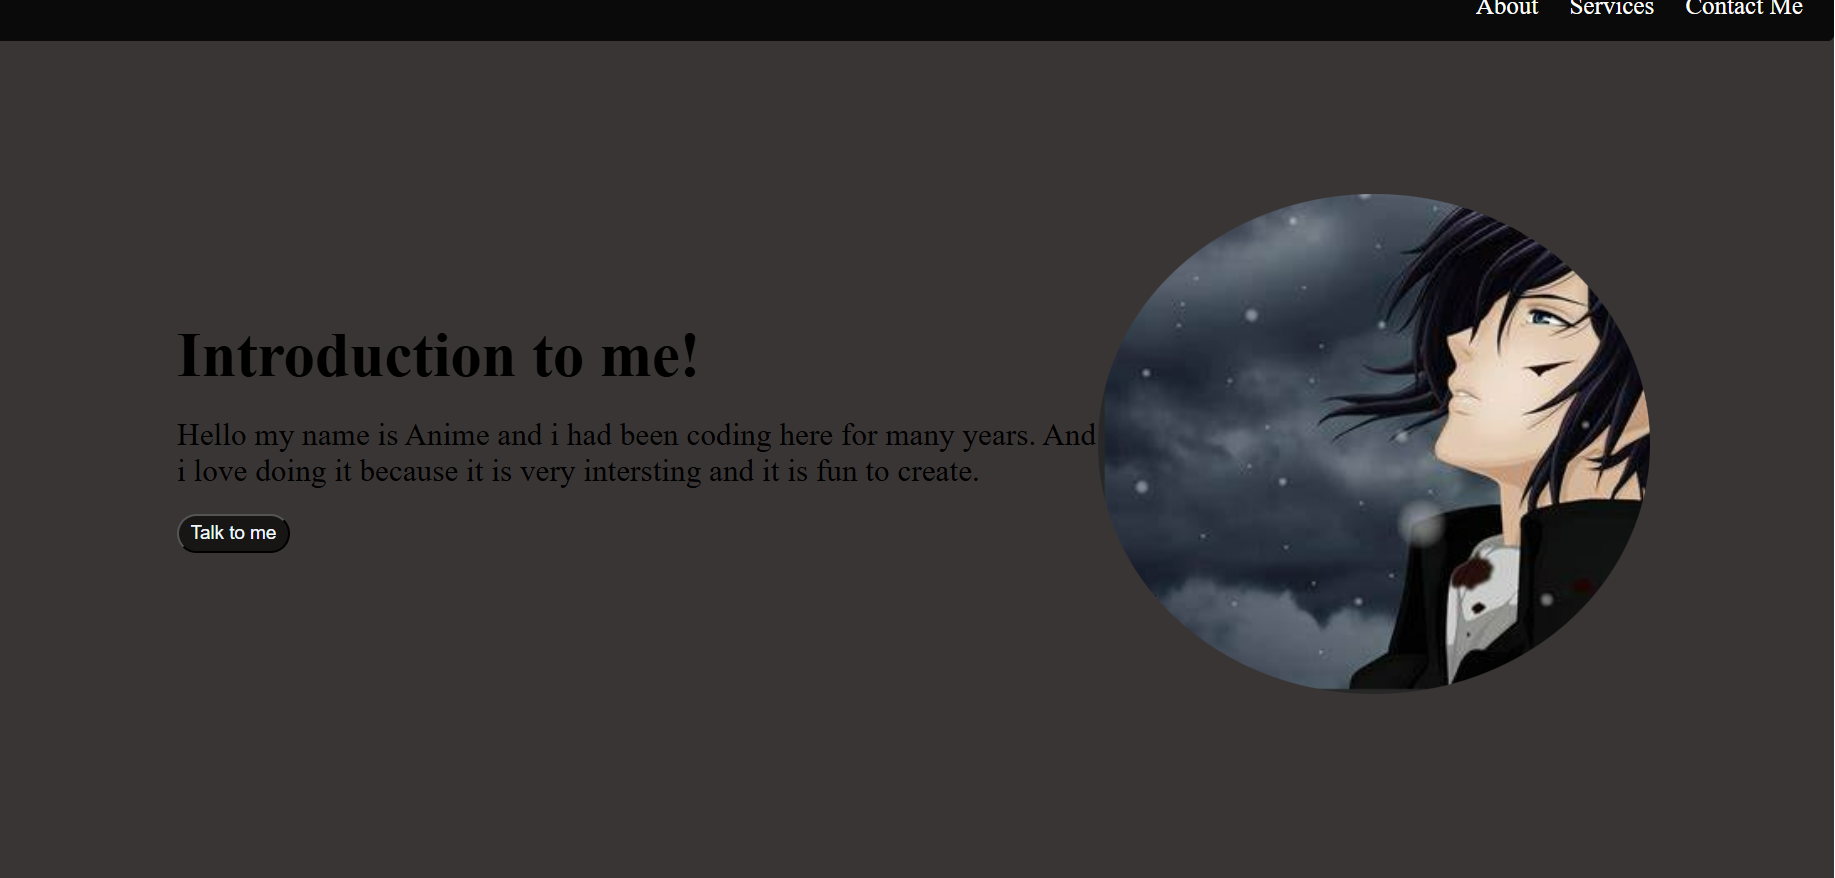 About Services Contact Me
Introduction to me!
Hello my name is Anime and i had been coding here for many years. And
i love doing it because it is very intersting and it is fun to create.
Talk to me